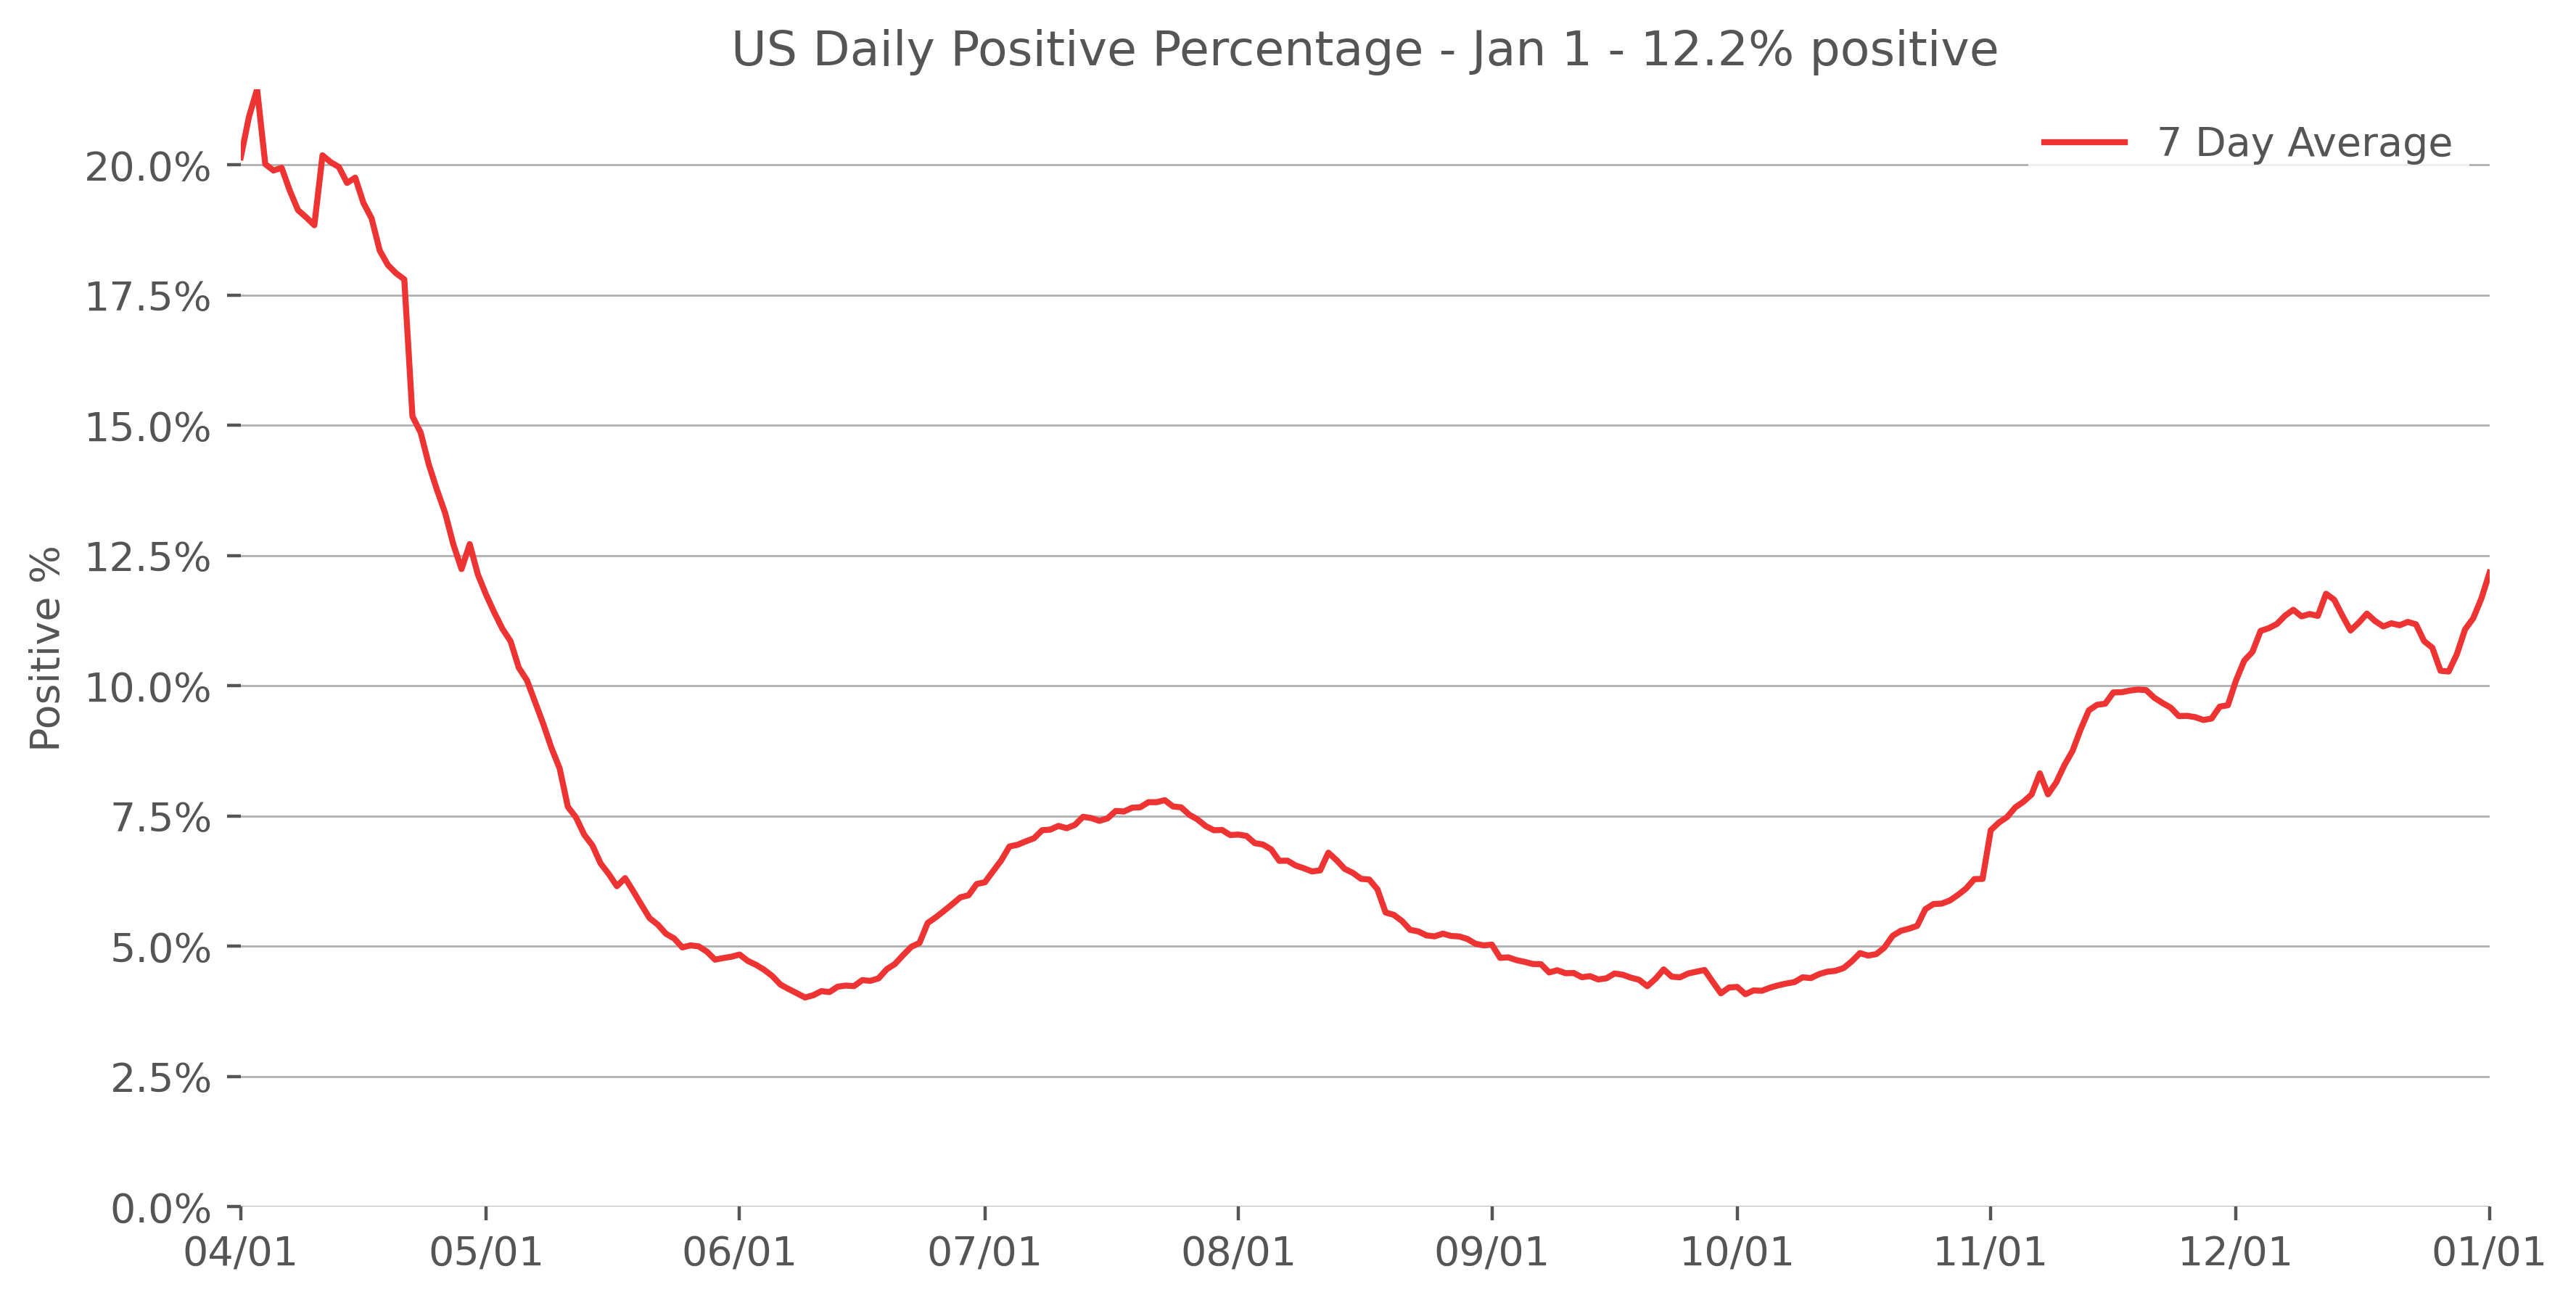 US Daily Positive Percentage - Jan 1 - 12.2% positive
7 Day Average
Positive %
20.0%
17.5%
15.0%
12.5%
10.0%
7.5%
5.0%
2.5%
0.0%
04/01 05/01 06/01 07/01 08/01 09/01 10/01 11/01 12/01 01/01